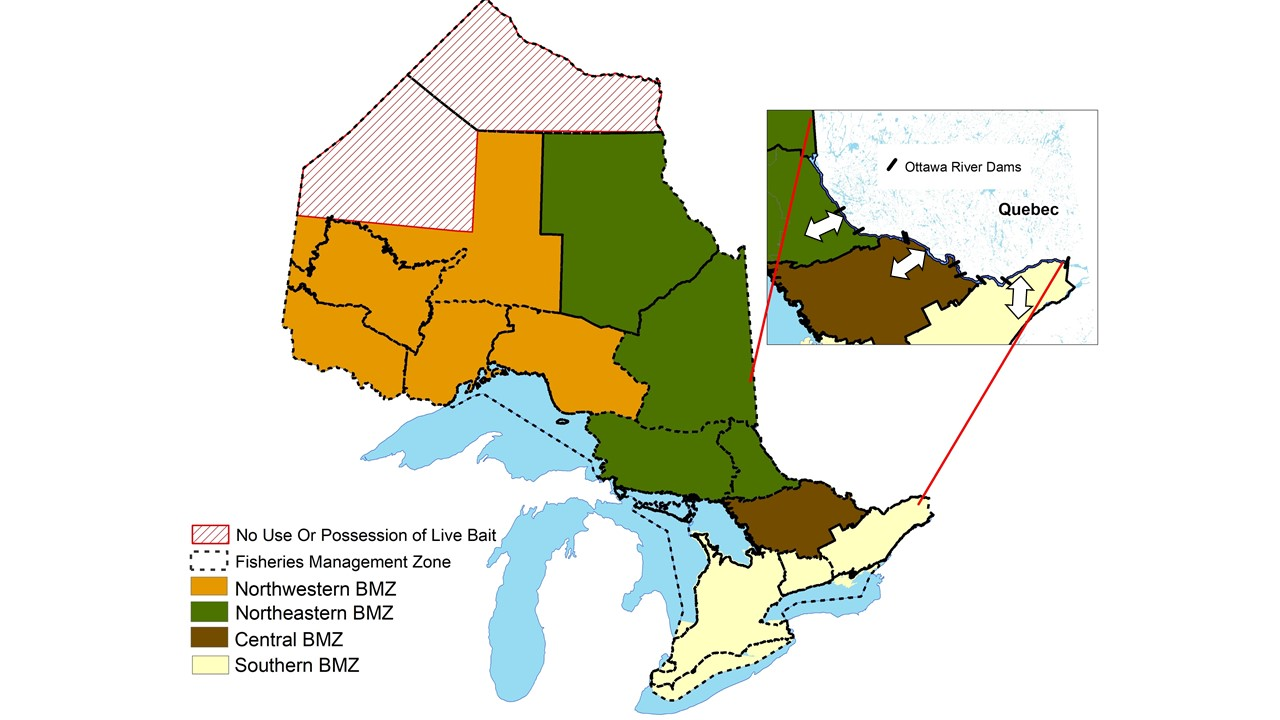 Ottawa River Dams
Quebec
No Use Or Possession of Live Bait
Fisheries Management Zone
Northwestern BMZ
Northeastern BMZ
Central BMZ
Southern BMZ